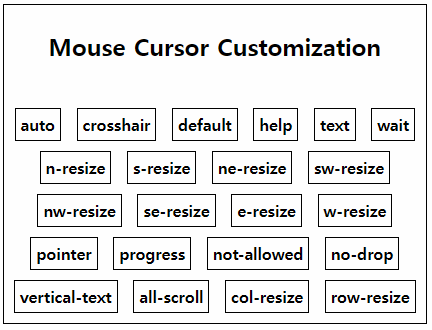 Mouse Cursor Customization
auto crosshair default help text wait
n-resize s-resize ne-resize sw-resize
nw-resize se-resize e-resize w-resize
pointer progress not-allowed no-drop
vertical-text all-scroll col-resize row-resize